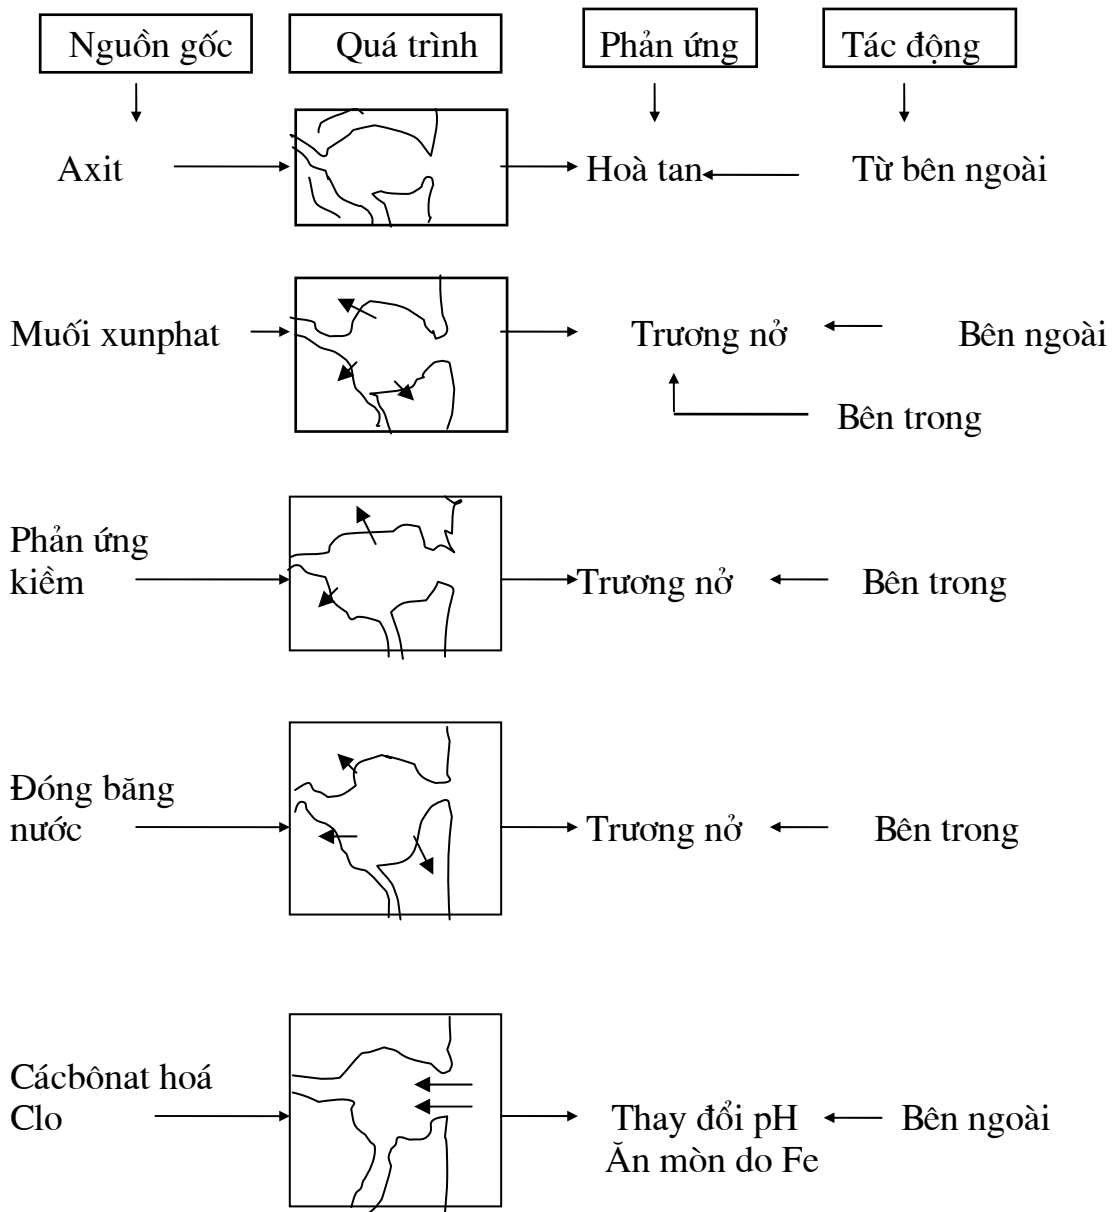 Nguồn gốc Quá trình Phản ứng Tác động
Axit Hoà tan Từ bên ngoài
Muối xunphat Trương nở Bên ngoài
Bên trong
Phản ứng
kiềm Trương nở Bên trong
Đóng băng
nước Trương nở Bên trong
Cácbônat hoá
Clo Thay đổi pH Bên ngoài
Ăn mòn do Fe